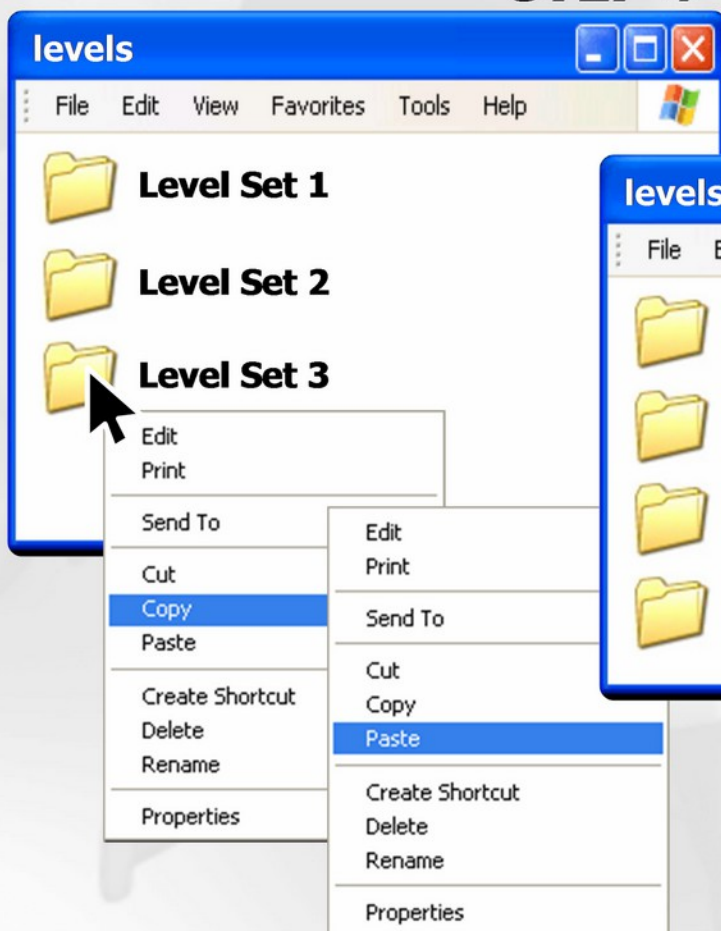 levels
File Edit View Favorites Tools Help
Level Set 1
Level Set 2
Level Set 3
Edit
Print
Send To
Cut
Copy
Paste
Create Shortcut
Delete
Rename
Properties
Edit
Print
Send To
Cut
Copy
Paste
Create Shortcut
Delete
Rename
Properties
levels
File